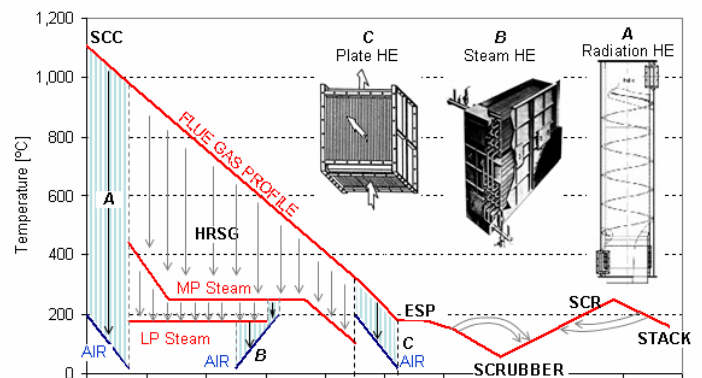 1,200
1,000
800
600
400
200
0
Temperature [ºC]
SCC
C
Plate HE
B
Steam HE
A
Radiation HE
FLUE GAS PROFILE
A
HRSG
MP Steam
LP Steam
AIR
AIR
B
C
AIR
ESP
SCRUBBER
SCR
STACK